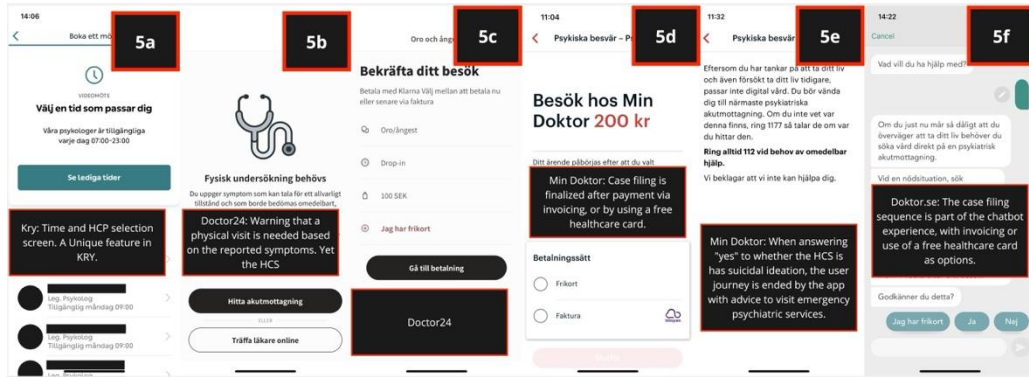 14:06
Boka ett mö
5a
VIDEOMÖTE
Välj en tid som passar dig
Våra psykologer är tillgängliga
varje dag 07:00-23:00
Se lediga tider
Kry: Time and HCP selection
screen. A Unique feature in
KRY.
Leg. Psykolog
Tillgänglig måndag 09:00
Leg. Psykolog
Tillgänglig måndag 09:00
Leg. Psykolog
5b
Fysisk undersökning behövs
Du uppger symptom som kan tala för ett allvarligt
tillstånd och som borde bedömas omedelbart,
Doctor24: Warning that a
physical visit is needed based
on the reported symptoms. Yet
the HCS
Hitta akutmottagning
ELLER
Träffa läkare online
Oro och ånge
5c
Bekräfta ditt besök
Betala med Klarna Välj mellan att betala nu
eller senare via faktura
Oro/ångest
Drop-in
100 SEK
Jag har frikort
Gå till betalning
Doctor24
11:04
Psykiska besvär – Ps
5d
Besök hos Min
Doktor 200 kr
Ditt ärende påbörjas efter att du valt
Min Doktor: Case filing is
finalized after payment via
invoicing, or by using a free
healthcare card.
Betalningssätt
Frikort
Faktura
11:32
Psykiska besvär
5e
Eftersom du har tankar på att ta ditt liv
och även försökt ta ditt liv tidigare,
passar inte digital vård. Du bör vända
dig till närmaste psykiatriska
akutmottagning. Om du inte vet var
denna finns, ring 1177 så talar de om var
du hittar den.
Ring alltid 112 vid behov av omedelbar
hjälp.
Vi beklagar att vi inte kan hjälpa dig.
Min Doktor: When answering
"yes" to whether the HCS is
has suicidal ideation, the user
journey is ended by the app
with advice to visit emergency
psychiatric services.
14:22
Cancel
5f
Vad vill du ha hjälp med?
Om du just nu mår så dåligt att du
överväger att ta ditt liv behöver du
söka vård direkt på en psykiatrisk
akutmottagning.
Vid en nödsituation, sök
Doktor.se: The case filing
sequence is part of the chatbot
experience, with invoicing or
use of a free healthcare card
as options.
Godkänner du detta?
Jag har frikort
Ja
Nej